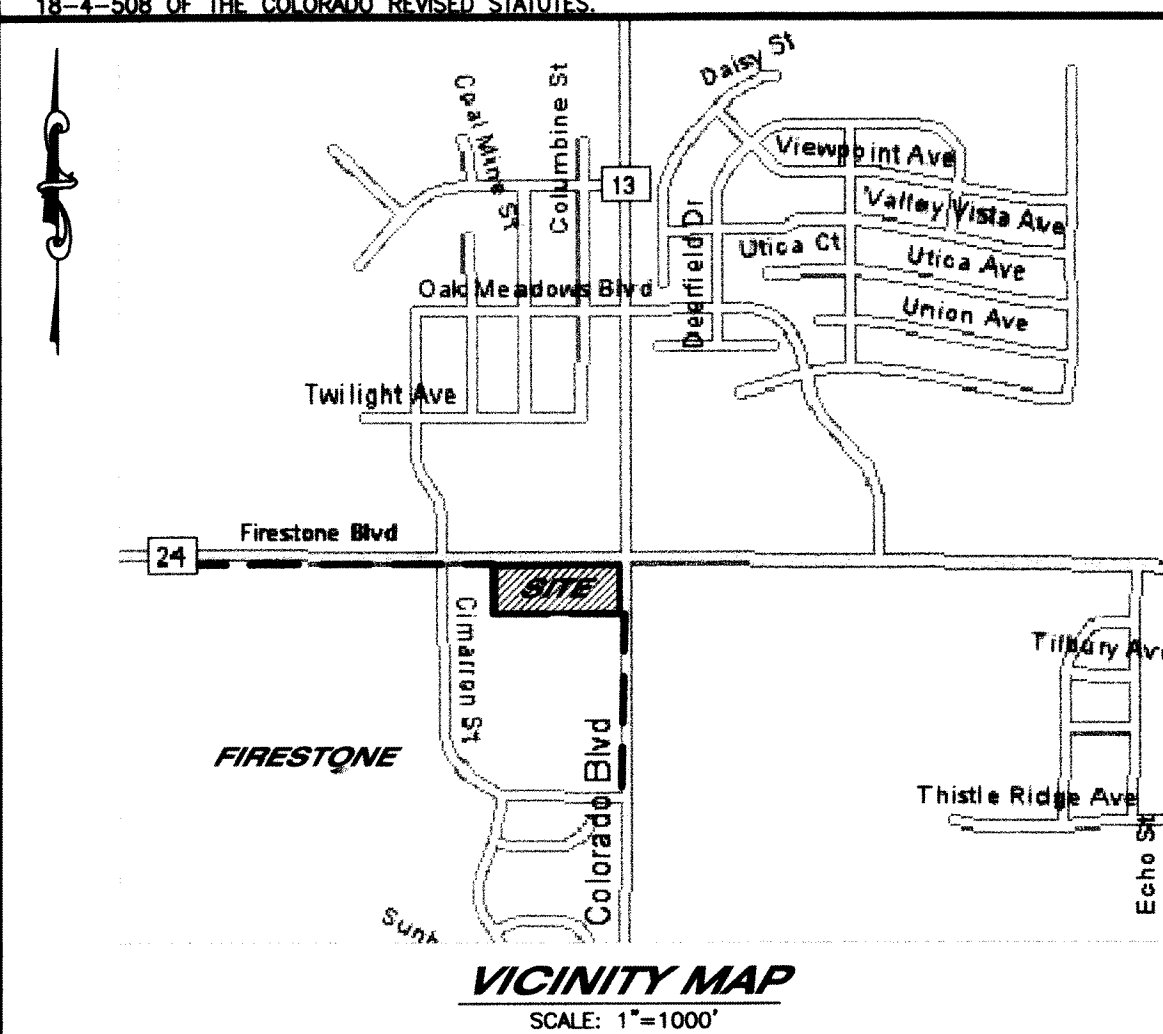 18-4-508 OF THE COLORADO REVISED STATUTES.
Daisy St
Coal Mine St
Columbine St
Viewpoint Ave
13
Valley Vista Ave
Deerfield Dr
Utica Ct
Utica Ave
Oak Meadows Blvd
Union Ave
Twilight Ave
Firestone Blvd
24
SITE
Cimarron St
Tilbury Ave
FIRESTONE
Colorado Blvd
Thistle Ridge Ave
Echo St
VICINITY MAP
SCALE: 1"=1000'